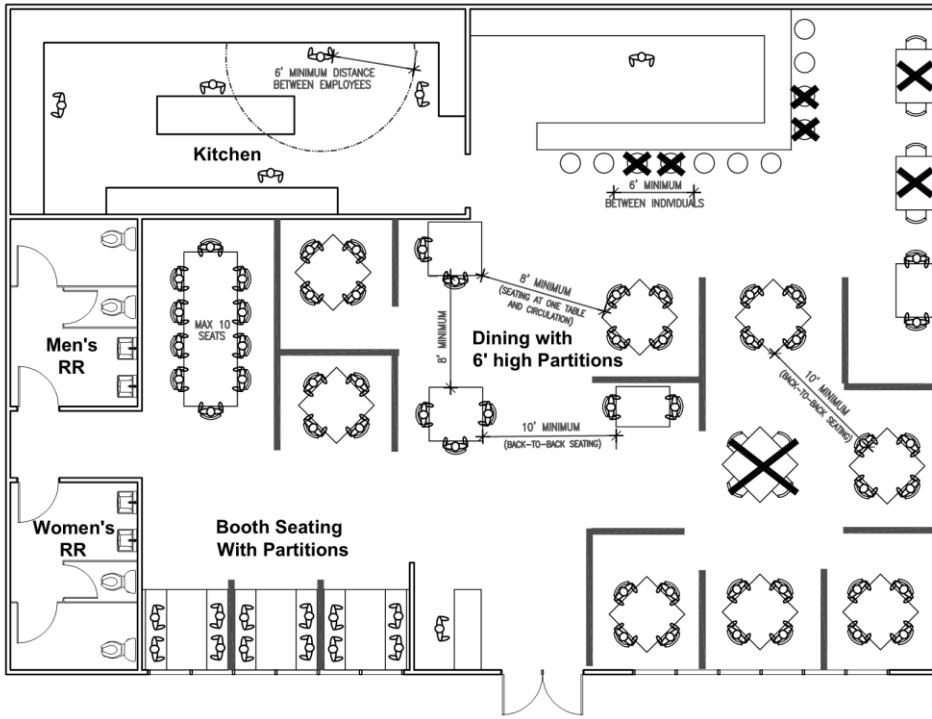 6' MINIMUM DISTANCE
BETWEEN EMPLOYEES
Kitchen
6' MINIMUM
BETWEEN INDIVIDUALS
MAX 10
SEATS
Men's
RR
8' MINIMUM
(SEATING AT ONE TABLE
AND CIRCULATION)
8' MINIMUM
Dining with
6' high Partitions
10' MINIMUM
(BACK-TO-BACK SEATING)
10' MINIMUM
(BACK-TO-BACK SEATING)
Women's
RR
Booth Seating
With Partitions